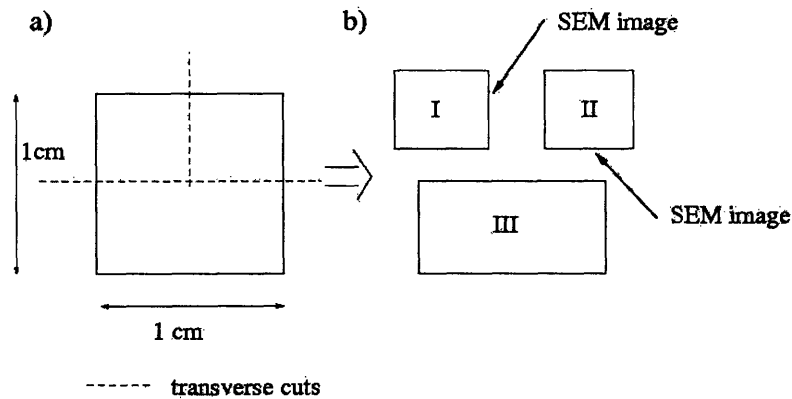 a)
b)
SEM image
I
II
1cm
SEM image
III
1 cm
transverse cuts